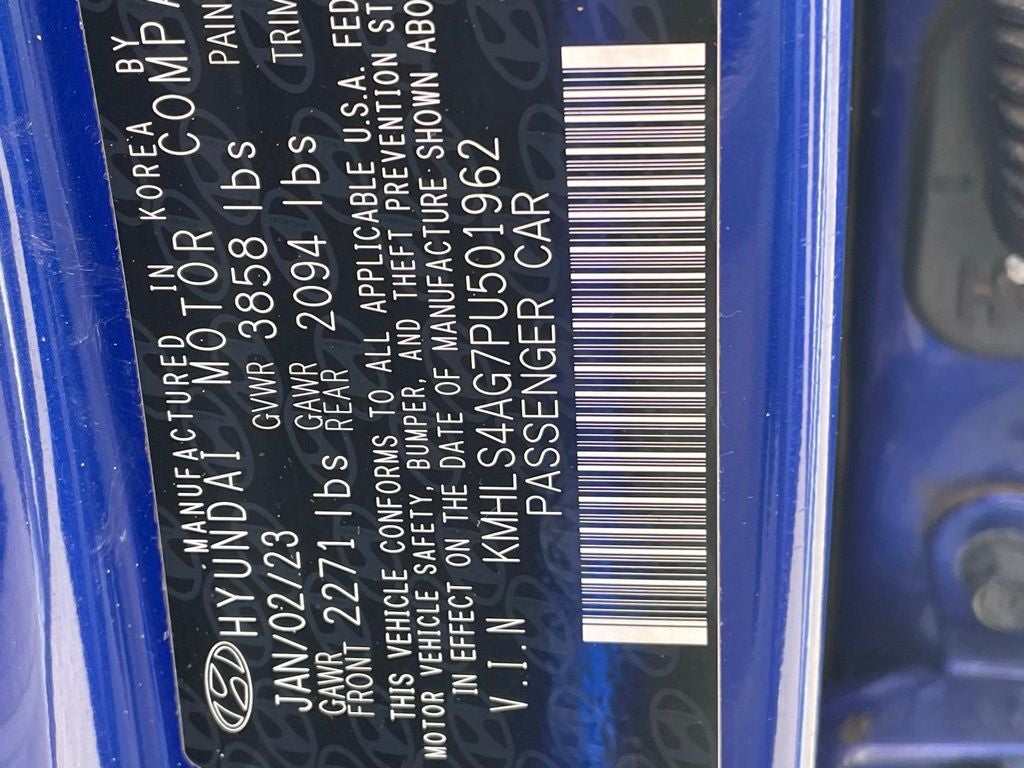 MANUFACTURED IN KOREA BY
HYUNDAI MOTOR COMPA
JAN/02/23 GVWR 3858 lbs PAIN
GAWR FRONT 2271 lbs GAWR REAR 2094 lbs TRIM
THIS VEHICLE CONFORMS TO ALL APPLICABLE U.S.A. FED
MOTOR VEHICLE SAFETY, BUMPER, AND THEFT PREVENTION ST
IN EFFECT ON THE DATE OF MANUFACTURE SHOWN ABO
V.I.N KMHLS4AG7PU501962
PASSENGER CAR